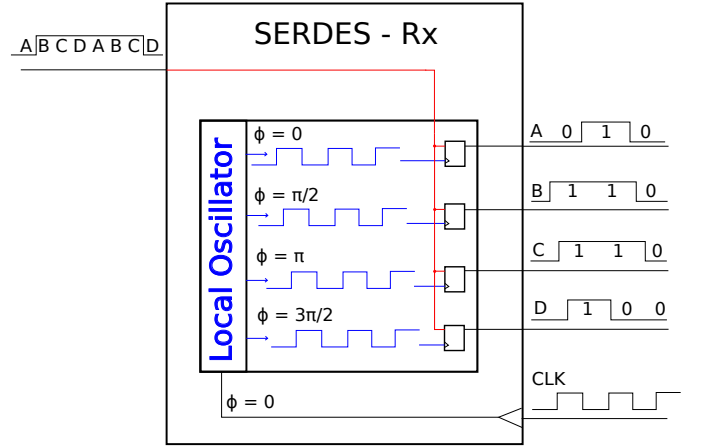 SERDES - Rx
A B C D A B C D
Local Oscillator
ϕ = 0
ϕ = π/2
ϕ = π
ϕ = 3π/2
ϕ = 0
A 0 1 0
B 1 1 0
C 1 1 0
D 1 0 0
CLK